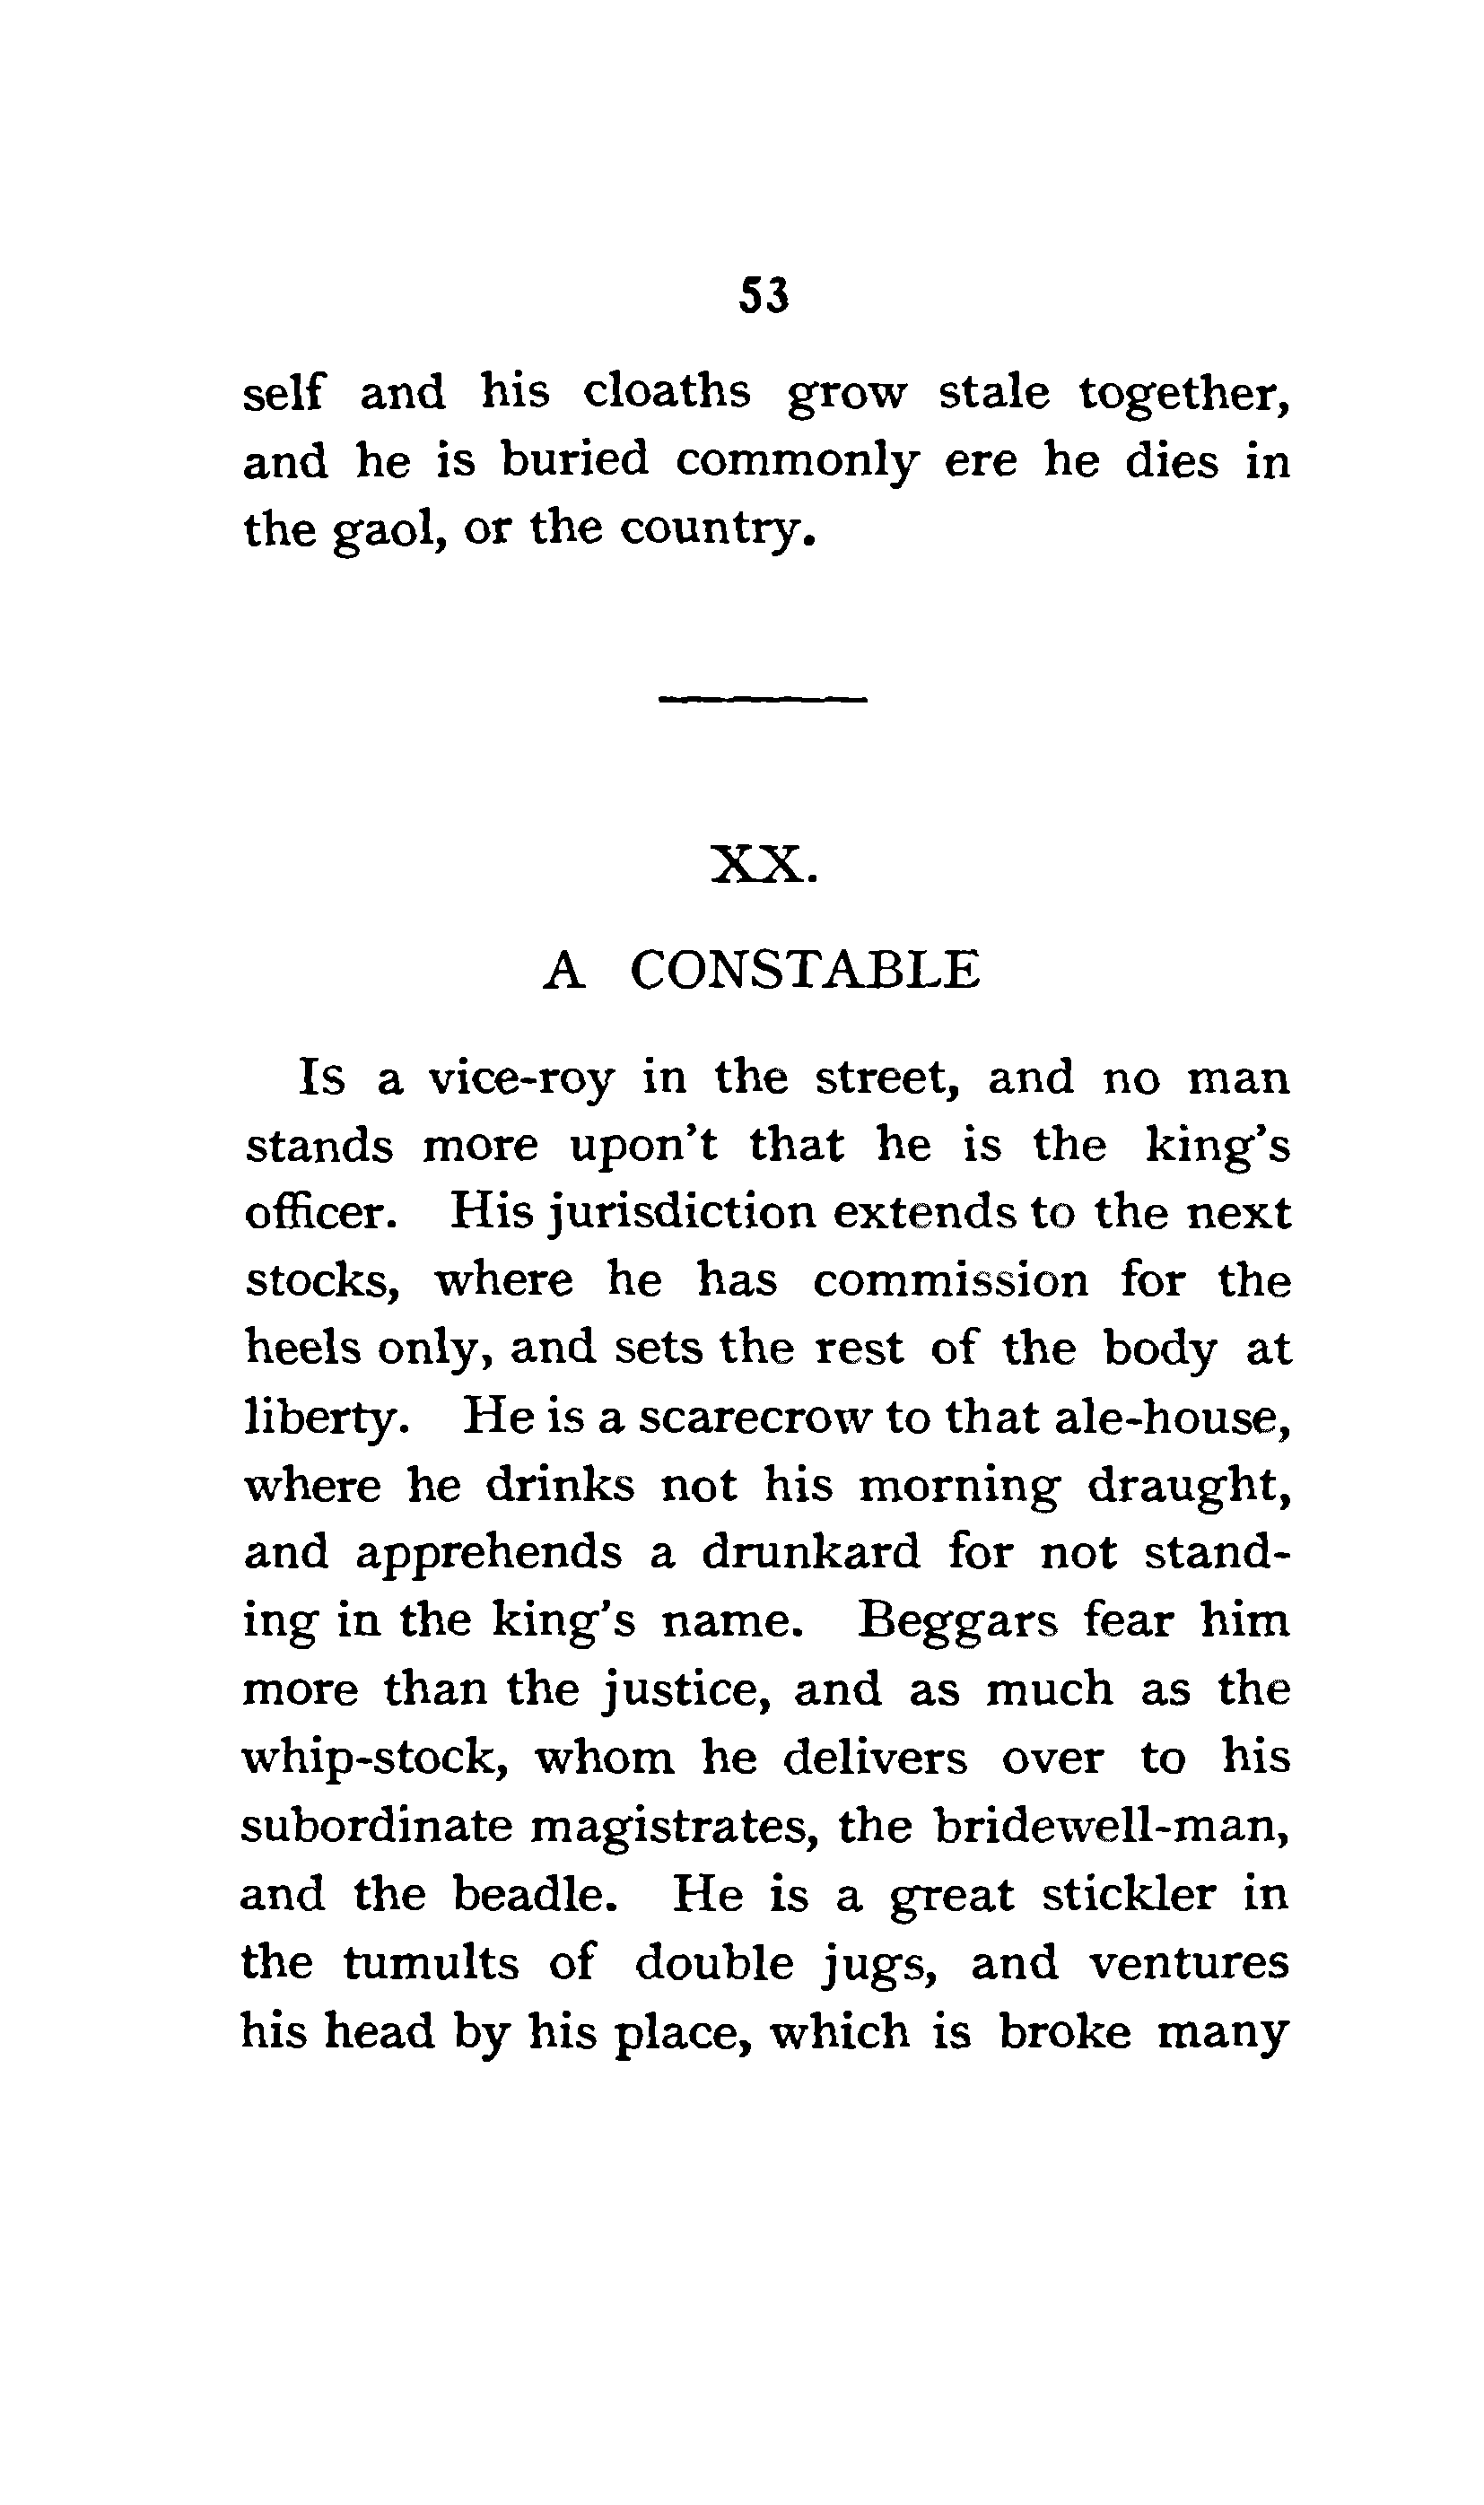 53
self and his cloaths grow stale together,
and he is buried commonly ere he dies in
the gaol, or the country.
XX.
A CONSTABLE
Is a vice-roy in the street, and no man
stands more upon't that he is the king's
officer. His jurisdiction extends to the next
stocks, where he has commission for the
heels only, and sets the rest of the body at
liberty. He is a scarecrow to that ale-house,
where he drinks not his morning draught,
and apprehends a drunkard for not stand-
ing in the king's name. Beggars fear him
more than the justice, and as much as the
whip-stock, whom he delivers over to his
subordinate magistrates, the bridewell-man,
and the beadle. He is a great stickler in
the tumults of double jugs, and ventures
his head by his place, which is broke many